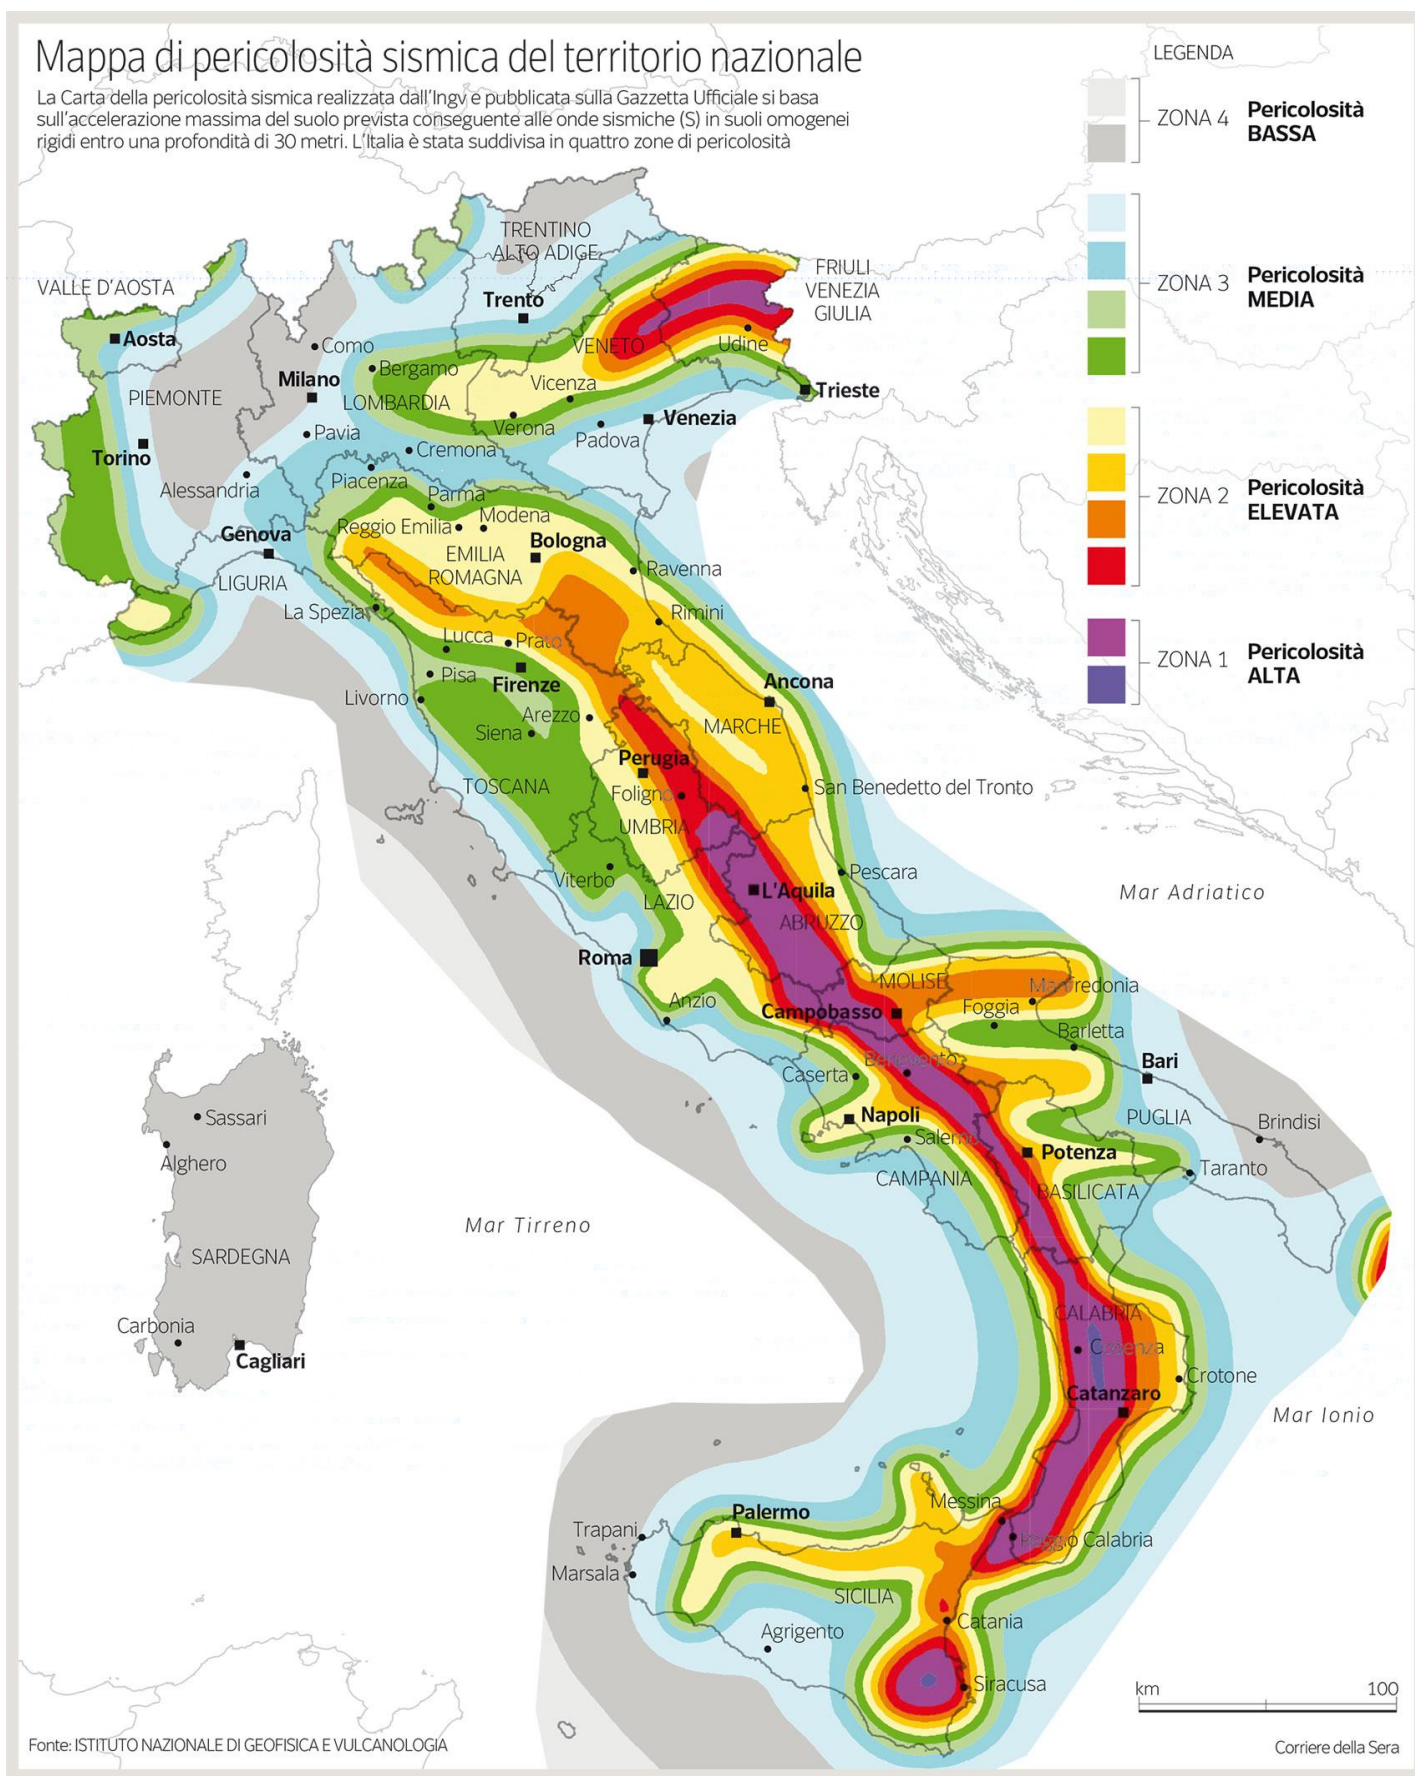 Mappa di pericolosità sismica del territorio nazionale
La Carta della pericolosità sismica realizzata dall'Ingv e pubblicata sulla Gazzetta Ufficiale si basa
sull'accelerazione massima del suolo prevista conseguente alle onde sismiche (S) in suoli omogenei
rigidi entro una profondità di 30 metri. L'Italia è stata suddivisa in quattro zone di pericolosità
LEGENDA
ZONA 4
Pericolosità
BASSA
ZONA 3
Pericolosità
MEDIA
ZONA 2
Pericolosità
ELEVATA
ZONA 1
Pericolosità
ALTA
TRENTINO
ALTO ADIGE
FRIULI
VENEZIA
GIULIA
VALLE D'AOSTA
Trento
Aosta
Como
VENETO
Udine
Bergamo
Milano
Vicenza
PIEMONTE
LOMBARDIA
Trieste
Venezia
Verona
Padova
Pavia
Torino
Cremona
Piacenza
Alessandria
Parma
Reggio Emilia
Modena
Genova
Bologna
EMILIA
ROMAGNA
Ravenna
LIGURIA
La Spezia
Rimini
Lucca
Prato
Pisa
Firenze
Ancona
Livorno
Arezzo
Siena
MARCHE
Perugia
TOSCANA
Foligno
San Benedetto del Tronto
UMBRIA
Viterbo
Pescara
L'Aquila
Mar Adriatico
LAZIO
ABRUZZO
Roma
MOLISE
Manfredonia
Anzio
Campobasso
Foggia
Barletta
Benevento
Bari
Caserta
Napoli
PUGLIA
Brindisi
Sassari
Salerno
Potenza
Alghero
Taranto
CAMPANIA
BASILICATA
Mar Tirreno
SARDEGNA
CALABRIA
Carbonia
Cosenza
Cagliari
Crotone
Catanzaro
Mar Ionio
Messina
Palermo
Trapani
Reggio Calabria
Marsala
SICILIA
Catania
Agrigento
Siracusa
km
100
Fonte: ISTITUTO NAZIONALE DI GEOFISICA E VULCANOLOGIA
Corriere della Sera